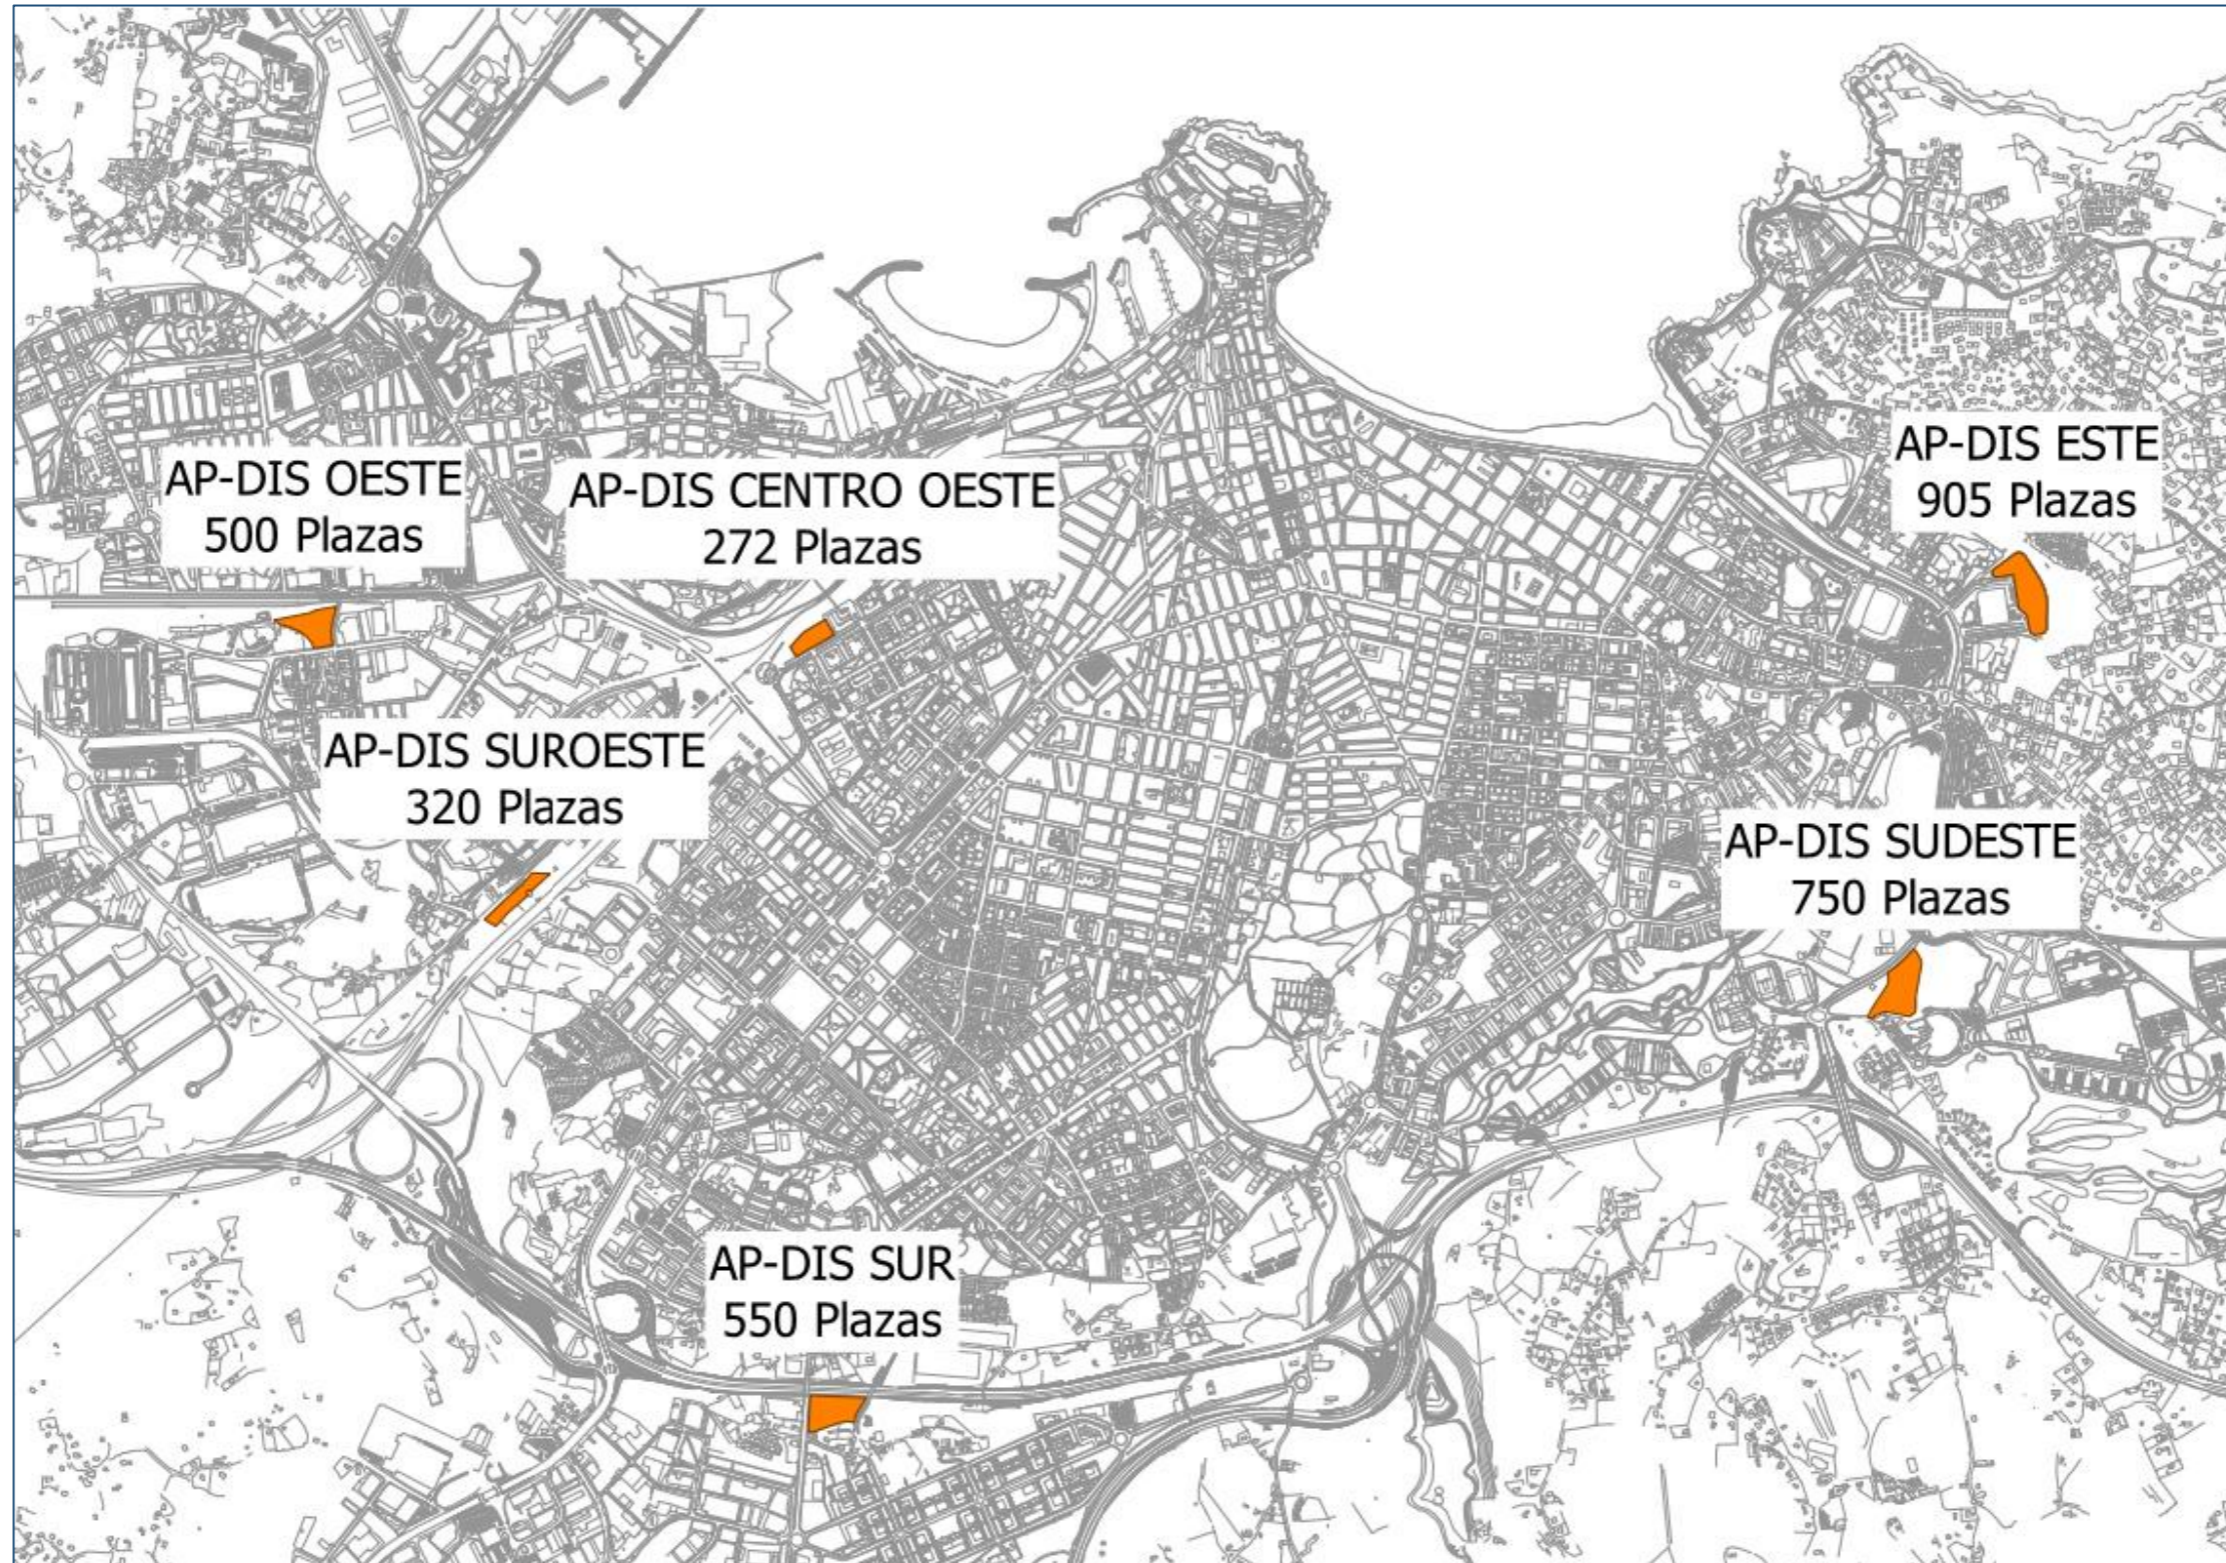 AP-DIS OESTE
500 Plazas
AP-DIS CENTRO OESTE
272 Plazas
AP-DIS ESTE
905 Plazas
AP-DIS SUROESTE
320 Plazas
AP-DIS SUDESTE
750 Plazas
AP-DIS SUR
550 Plazas